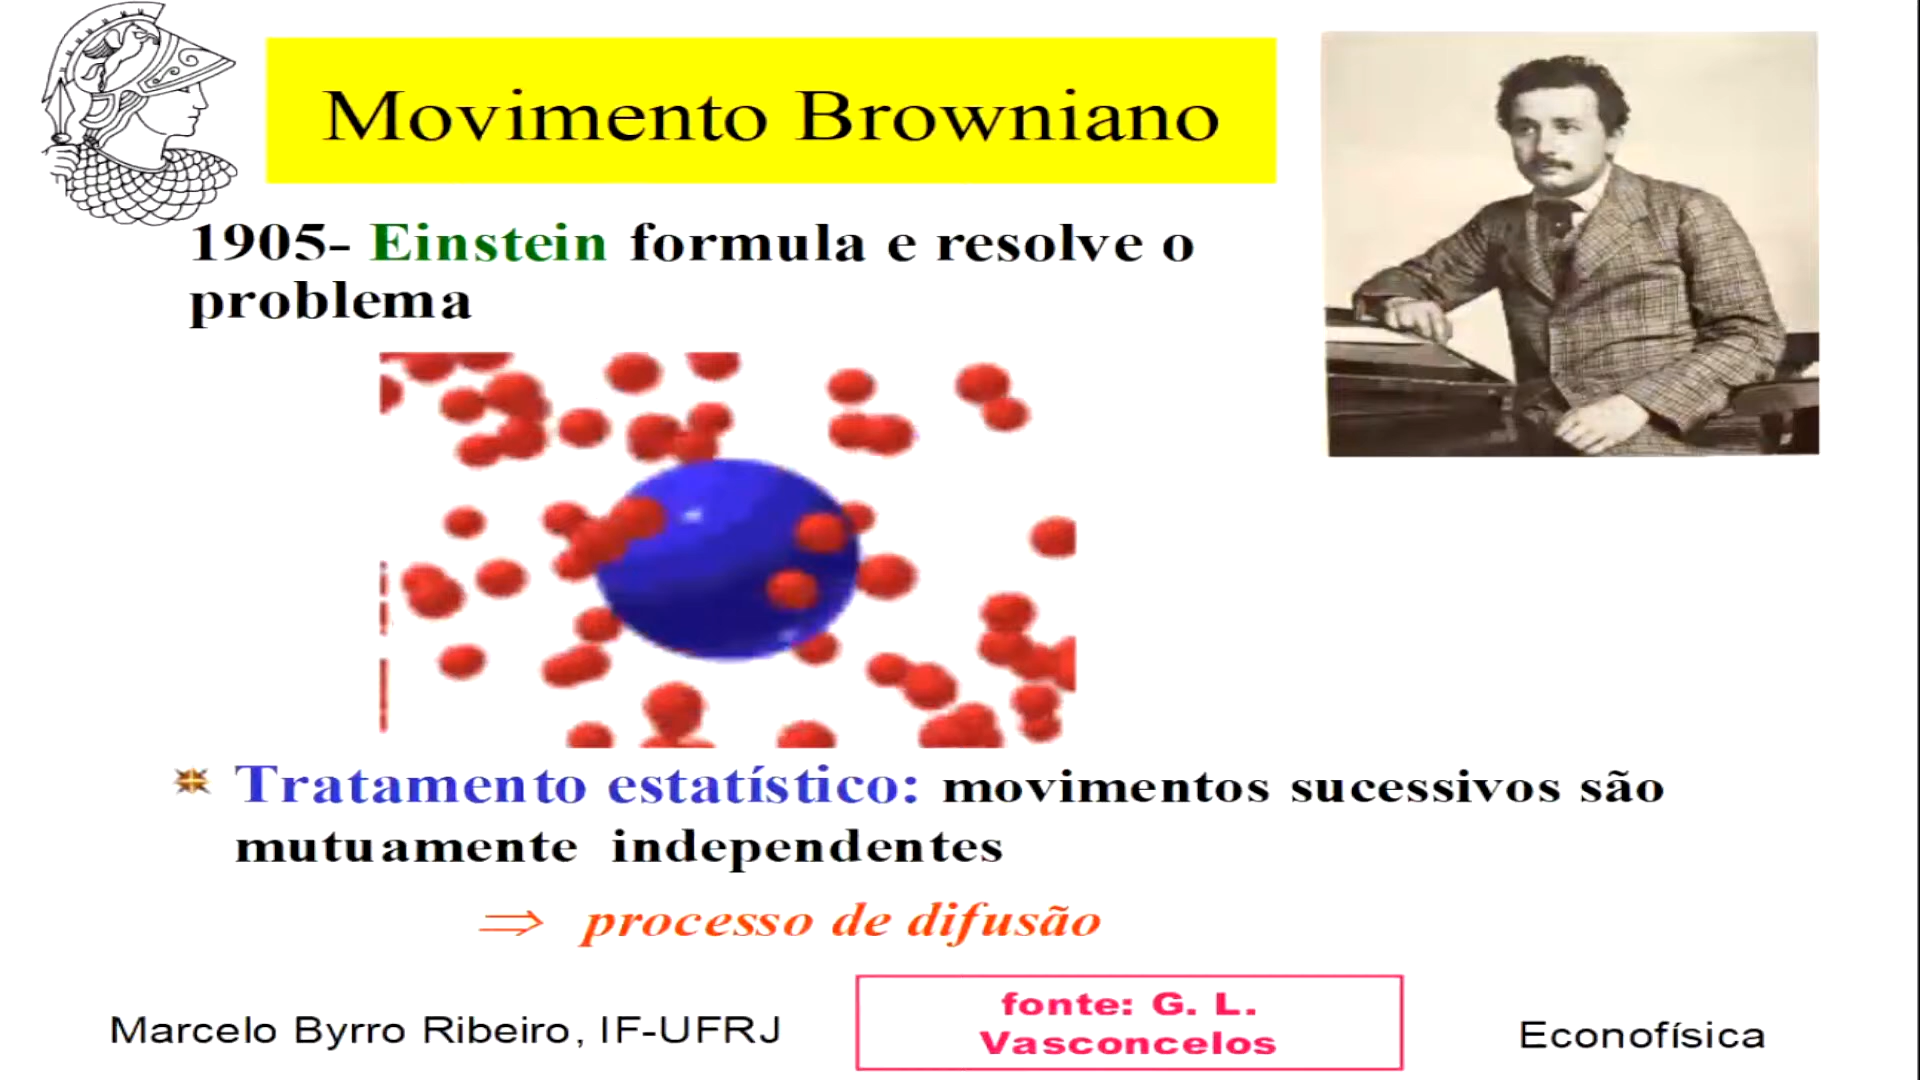 Movimento Browniano
1905- Einstein formula e resolve o
problema
Tratamento estatístico: movimentos sucessivos são
mutuamente independentes
⇒ processo de difusão
Marcelo Byrro Ribeiro, IF-UFRJ
fonte: G. L.
Vasconcelos
Econofísica